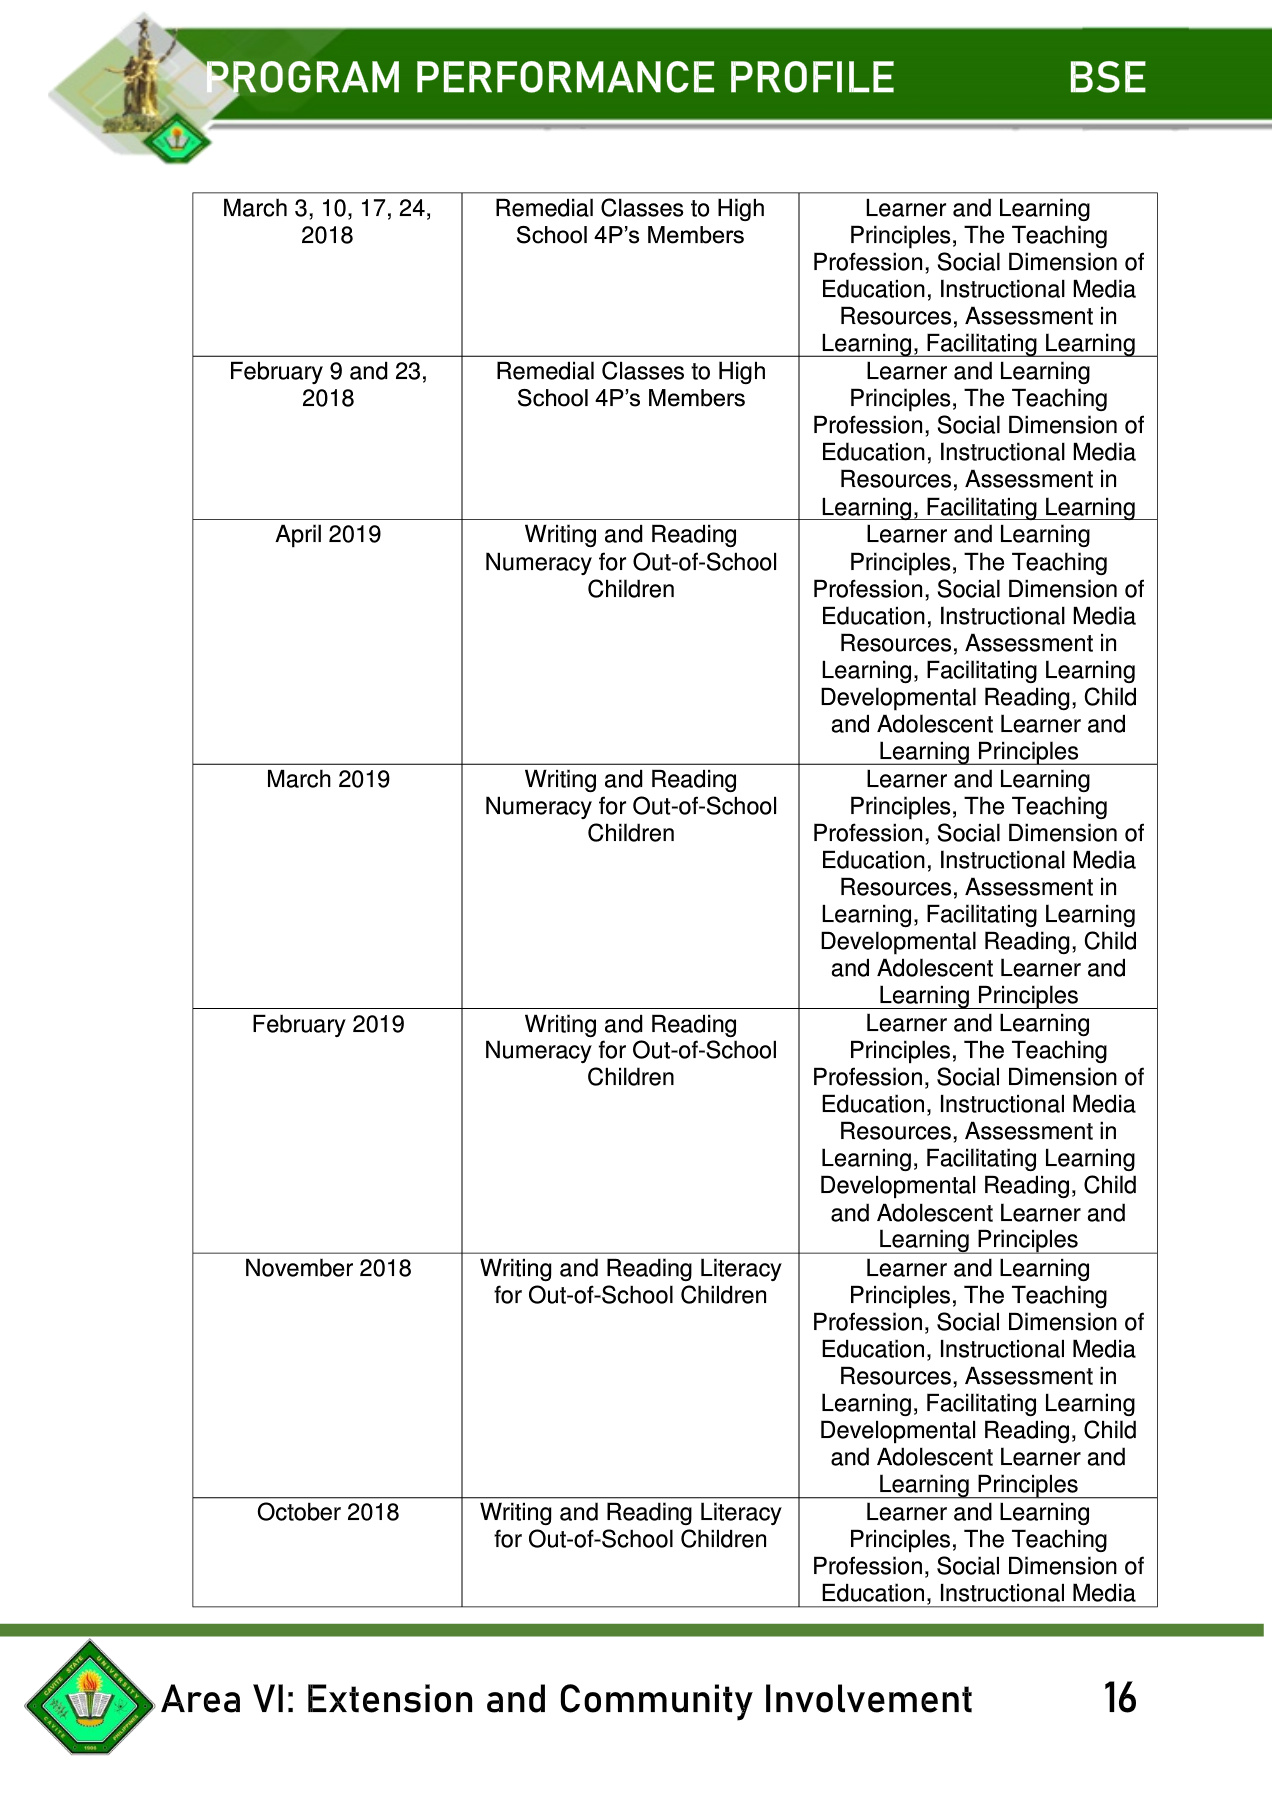 PROGRAM PERFORMANCE PROFILE BSE
March 3, 10, 17, 24,
2018
Remedial Classes to High
School 4P's Members
Learner and Learning
Principles, The Teaching
Profession, Social Dimension of
Education, Instructional Media
Resources, Assessment in
Learning, Facilitating Learning
February 9 and 23,
2018
Remedial Classes to High
School 4P's Members
Learner and Learning
Principles, The Teaching
Profession, Social Dimension of
Education, Instructional Media
Resources, Assessment in
Learning, Facilitating Learning
April 2019
Writing and Reading
Numeracy for Out-of-School
Children
Learner and Learning
Principles, The Teaching
Profession, Social Dimension of
Education, Instructional Media
Resources, Assessment in
Learning, Facilitating Learning
Developmental Reading, Child
and Adolescent Learner and
Learning Principles
March 2019
Writing and Reading
Numeracy for Out-of-School
Children
Learner and Learning
Principles, The Teaching
Profession, Social Dimension of
Education, Instructional Media
Resources, Assessment in
Learning, Facilitating Learning
Developmental Reading, Child
and Adolescent Learner and
Learning Principles
February 2019
Writing and Reading
Numeracy for Out-of-School
Children
Learner and Learning
Principles, The Teaching
Profession, Social Dimension of
Education, Instructional Media
Resources, Assessment in
Learning, Facilitating Learning
Developmental Reading, Child
and Adolescent Learner and
Learning Principles
November 2018
Writing and Reading Literacy
for Out-of-School Children
Learner and Learning
Principles, The Teaching
Profession, Social Dimension of
Education, Instructional Media
Resources, Assessment in
Learning, Facilitating Learning
Developmental Reading, Child
and Adolescent Learner and
Learning Principles
October 2018
Writing and Reading Literacy
for Out-of-School Children
Learner and Learning
Principles, The Teaching
Profession, Social Dimension of
Education, Instructional Media
CAVITE STATE UNIVERSITY
CAVITE
PHILIPPINES
1906
Area VI: Extension and Community Involvement 16